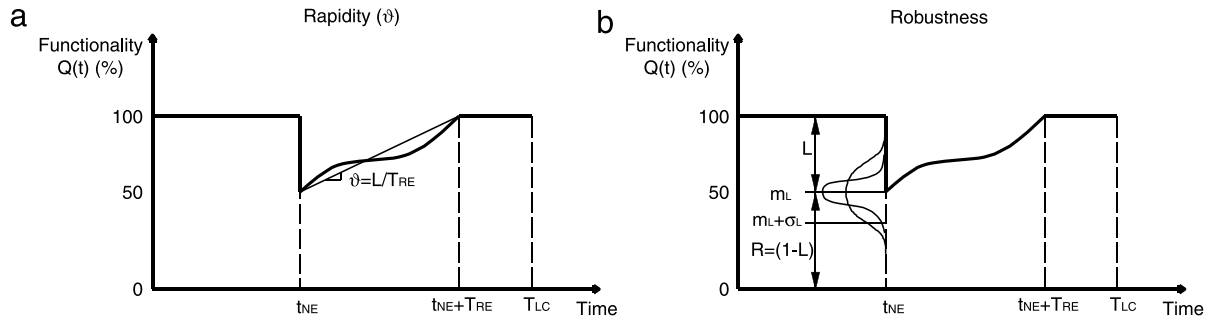 a
Rapidity (ϑ)
Functionality
Q(t) (%)
100
50
0
ϑ=L/TRE
tNE
tNE+TRE
TLC
Time
b
Robustness
Functionality
Q(t) (%)
100
50
0
L
mL
mL+σL
R=(1-L)
tNE
tNE+TRE
TLC
Time